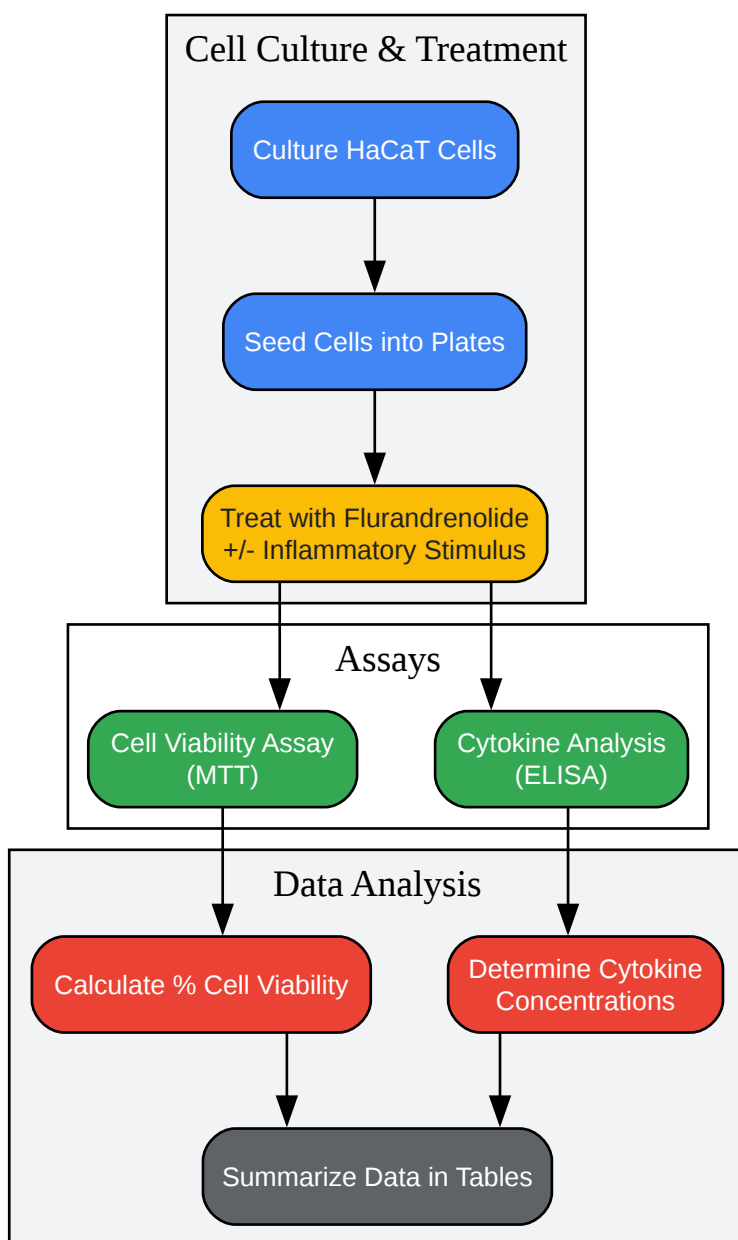 Cell Culture & Treatment
Culture HaCaT Cells
Seed Cells into Plates
Treat with Flurandrenolide
+/- Inflammatory Stimulus
Assays
Cell Viability Assay
(MTT)
Cytokine Analysis
(ELISA)
Data Analysis
Calculate % Cell Viability
Determine Cytokine
Concentrations
Summarize Data in Tables